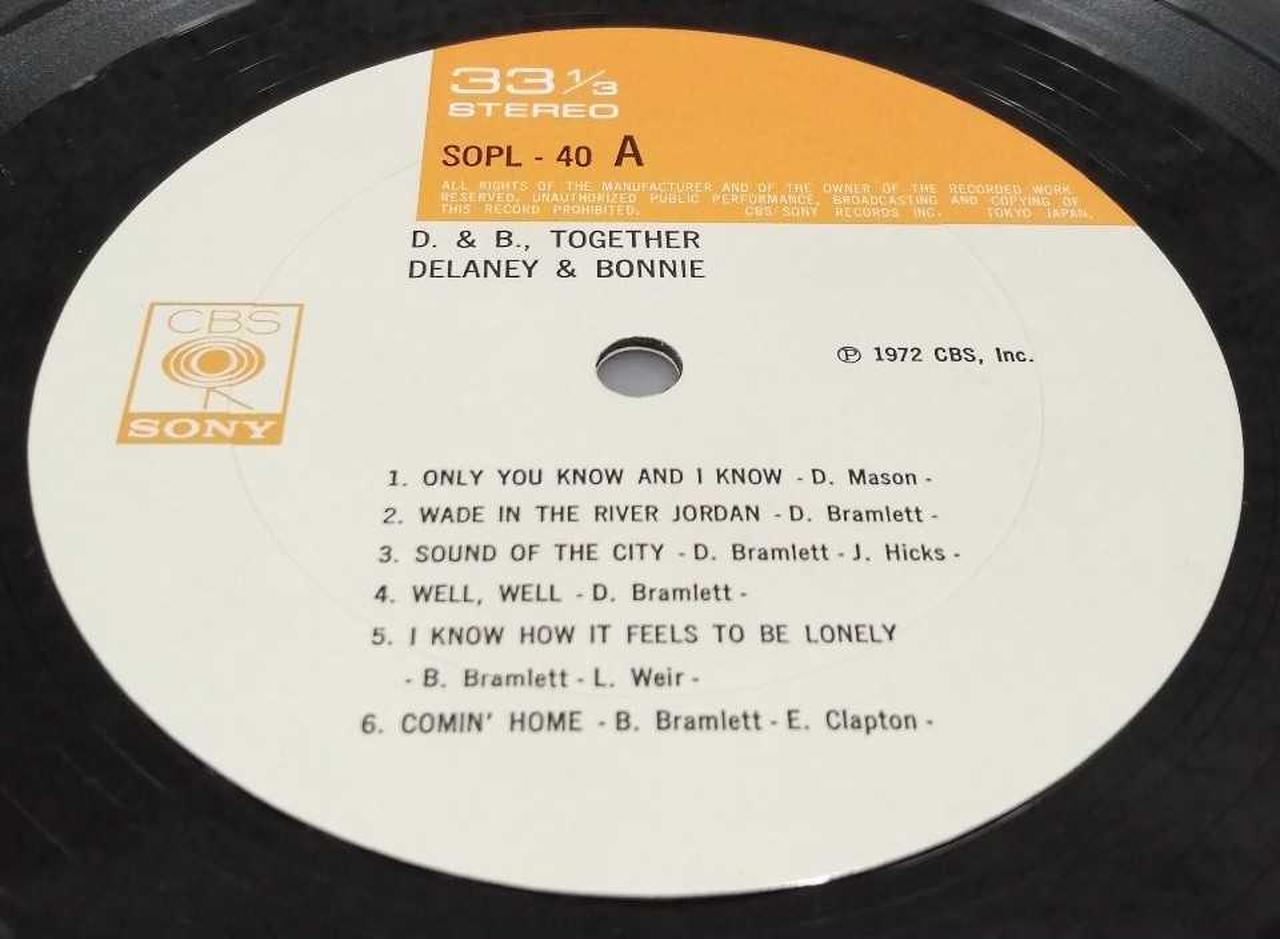 33 1/3
STEREO
SOPL - 40 A
ALL RIGHTS OF THE MANUFACTURER AND OF THE OWNER OF THE RECORDED WORK
RESERVED, UNAUTHORIZED PUBLIC PERFORMANCE, BROADCASTING AND COPYING OF
THIS RECORD PROHIBITED. CBS/SONY RECORDS INC. TOKYO JAPAN.
D. & B., TOGETHER
DELANEY & BONNIE
CBS
SONY
℗ 1972 CBS, Inc.
1. ONLY YOU KNOW AND I KNOW - D. Mason -
2. WADE IN THE RIVER JORDAN - D. Bramlett -
3. SOUND OF THE CITY - D. Bramlett - J. Hicks -
4. WELL, WELL - D. Bramlett -
5. I KNOW HOW IT FEELS TO BE LONELY
- B. Bramlett - L. Weir -
6. COMIN' HOME - B. Bramlett - E. Clapton -